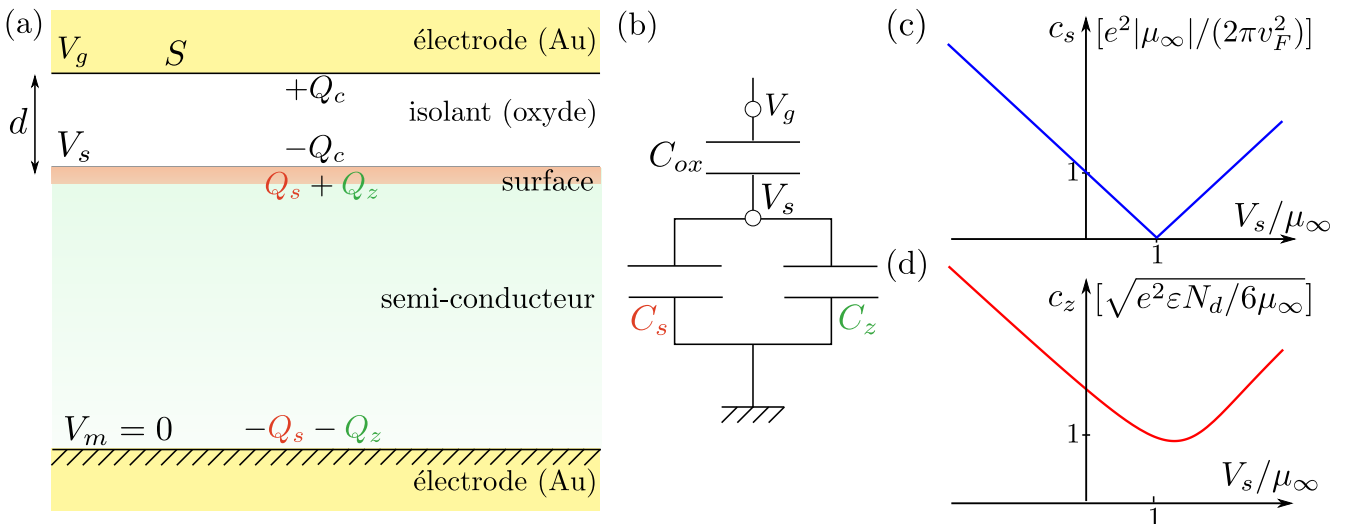 (a)
V_g S électrode (Au)
+Q_c
d isolant (oxyde)
V_s −Q_c
Q_s + Q_z surface
semi-conducteur
V_m = 0 −Q_s − Q_z
électrode (Au)
(b)
V_g
C_{ox}
V_s
C_s C_z
(c)
c_s [e^2|μ_∞|/(2πv_F^2)]
1
V_s/μ_∞
1
(d)
c_z [√(e^2εN_d/6μ_∞)]
1
V_s/μ_∞
1